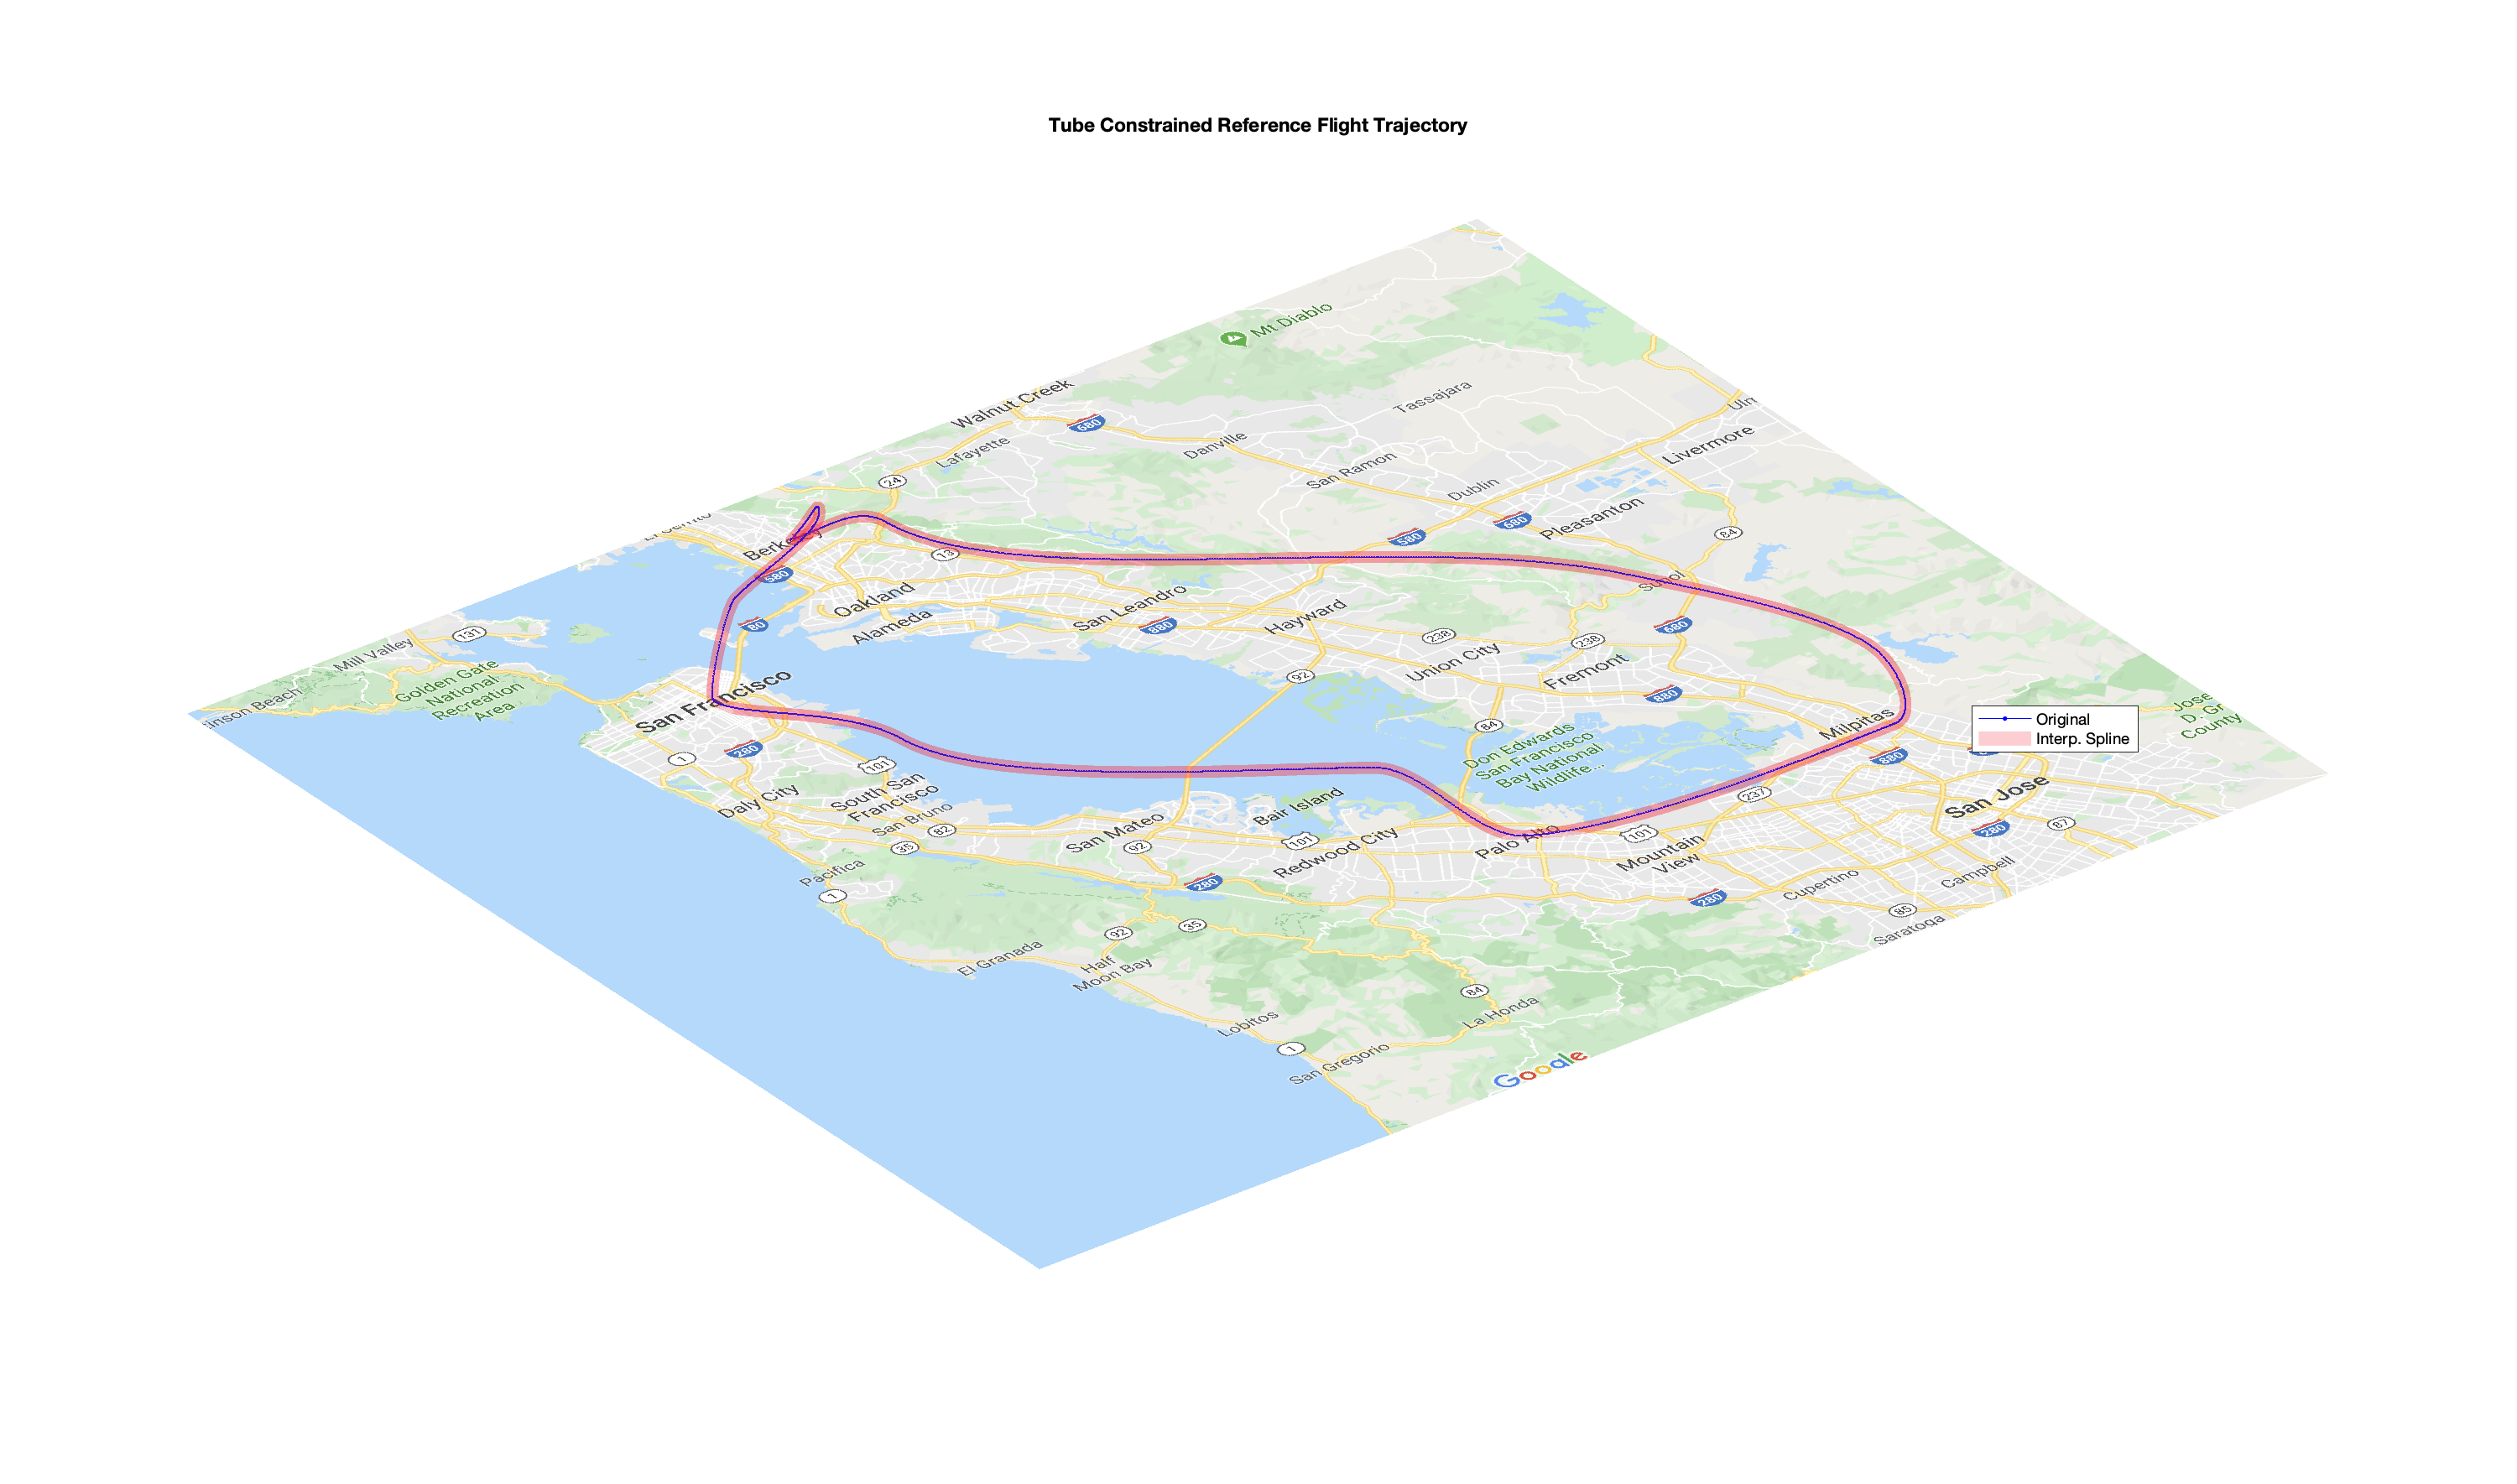 Tube Constrained Reference Flight Trajectory
Mt Diablo
Walnut Creek
680
Tassajara
Uln
Lafayette
Danville
Livermore
24
San Ramon
Dublin
Pleasanton
680
580
84
Berk
13
580
Sunol
Oakland
Alameda
San Leandro
880
Hayward
238
238
680
80
131
Mill Valley
Golden Gate
National
Recreation
Area
inson Beach
San Francisco
92
Union City
Fremont
880
84
Jose
D. Gr
County
Milpitas
Original
Interp. Spline
Don Edwards
San Francisco
Bay National
Wildlife...
280
1
101
880
237
San Jose
Daly City
South San
Francisco
San Bruno
82
35
San Mateo
92
Bair Island
101
Redwood City
Palo Alto
101
Mountain
View
280
87
Pacifica
1
280
280
Cupertino
Campbell
85
Saratoga
92
35
El Granada
Half
Moon Bay
84
La Honda
Lobitos
1
San Gregorio
Google